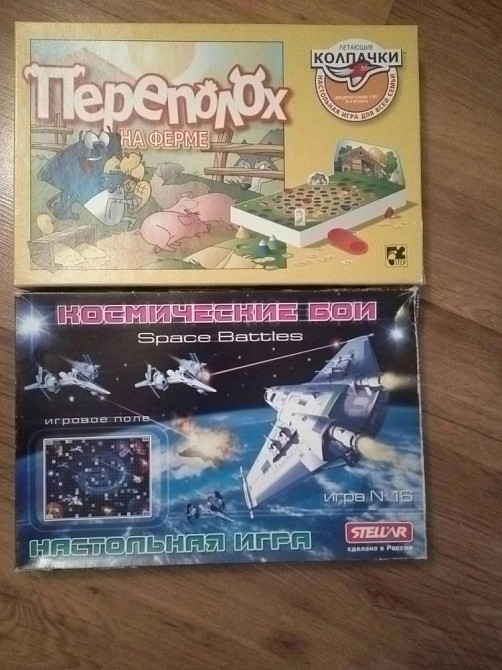 Переполох
НА ФЕРМЕ
ЛЕТАЮЩИЕ
КОЛПАЧКИ
НАСТОЛЬНАЯ ИГРА ДЛЯ ВСЕЙ СЕМЬИ
КОСМИЧЕСКИЕ БОИ
Space Battles
игровое поле
игра № 16
НАСТОЛЬНАЯ ИГРА
STELLAR
сделано в России